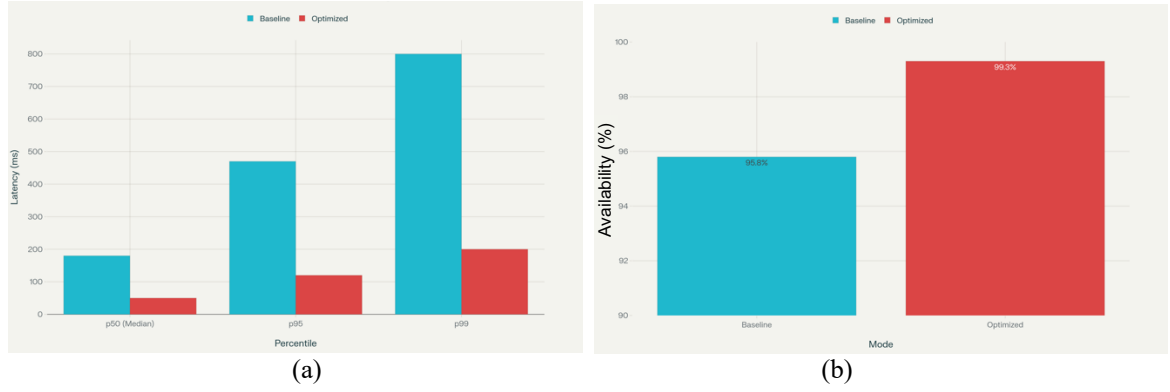 Baseline Optimized
Latency (ms)
800
700
600
500
400
300
200
100
0
p50 (Median) p95 p99
Percentile
(a)
Baseline Optimized
Availability (%)
100
98
96
94
92
90
95.8%
99.3%
Baseline Optimized
Mode
(b)